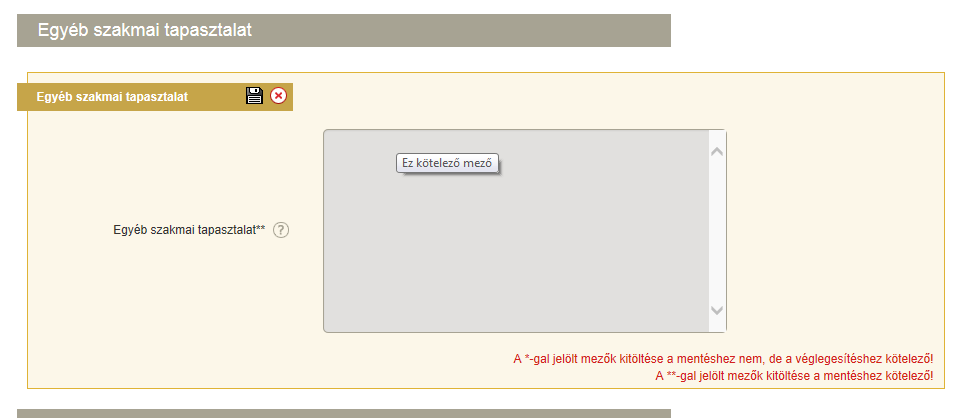 Egyéb szakmai tapasztalat
Egyéb szakmai tapasztalat
Ez kötelező mező
Egyéb szakmai tapasztalat** ?
A *-gal jelölt mezők kitöltése a mentéshez nem, de a véglegesítéshez kötelező!
A **-gal jelölt mezők kitöltése a mentéshez kötelező!